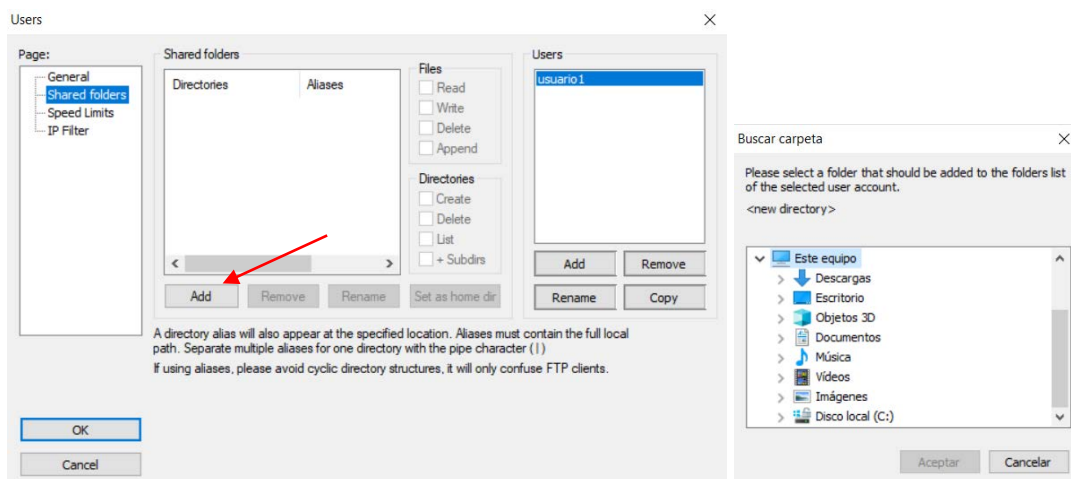 Users
Page:
General
Shared folders
Speed Limits
IP Filter
Shared folders
Directories Aliases
Files
Read
Write
Delete
Append
Directories
Create
Delete
List
+ Subdirs
Add Remove Rename Set as home dir
Users
usuario1
Add Remove
Rename Copy
A directory alias will also appear at the specified location. Aliases must contain the full local
path. Separate multiple aliases for one directory with the pipe character (|)
If using aliases, please avoid cyclic directory structures, it will only confuse FTP clients.
OK
Cancel
Buscar carpeta
Please select a folder that should be added to the folders list
of the selected user account.
<new directory>
Este equipo
Descargas
Escritorio
Objetos 3D
Documentos
Música
Vídeos
Imágenes
Disco local (C:)
Aceptar Cancelar